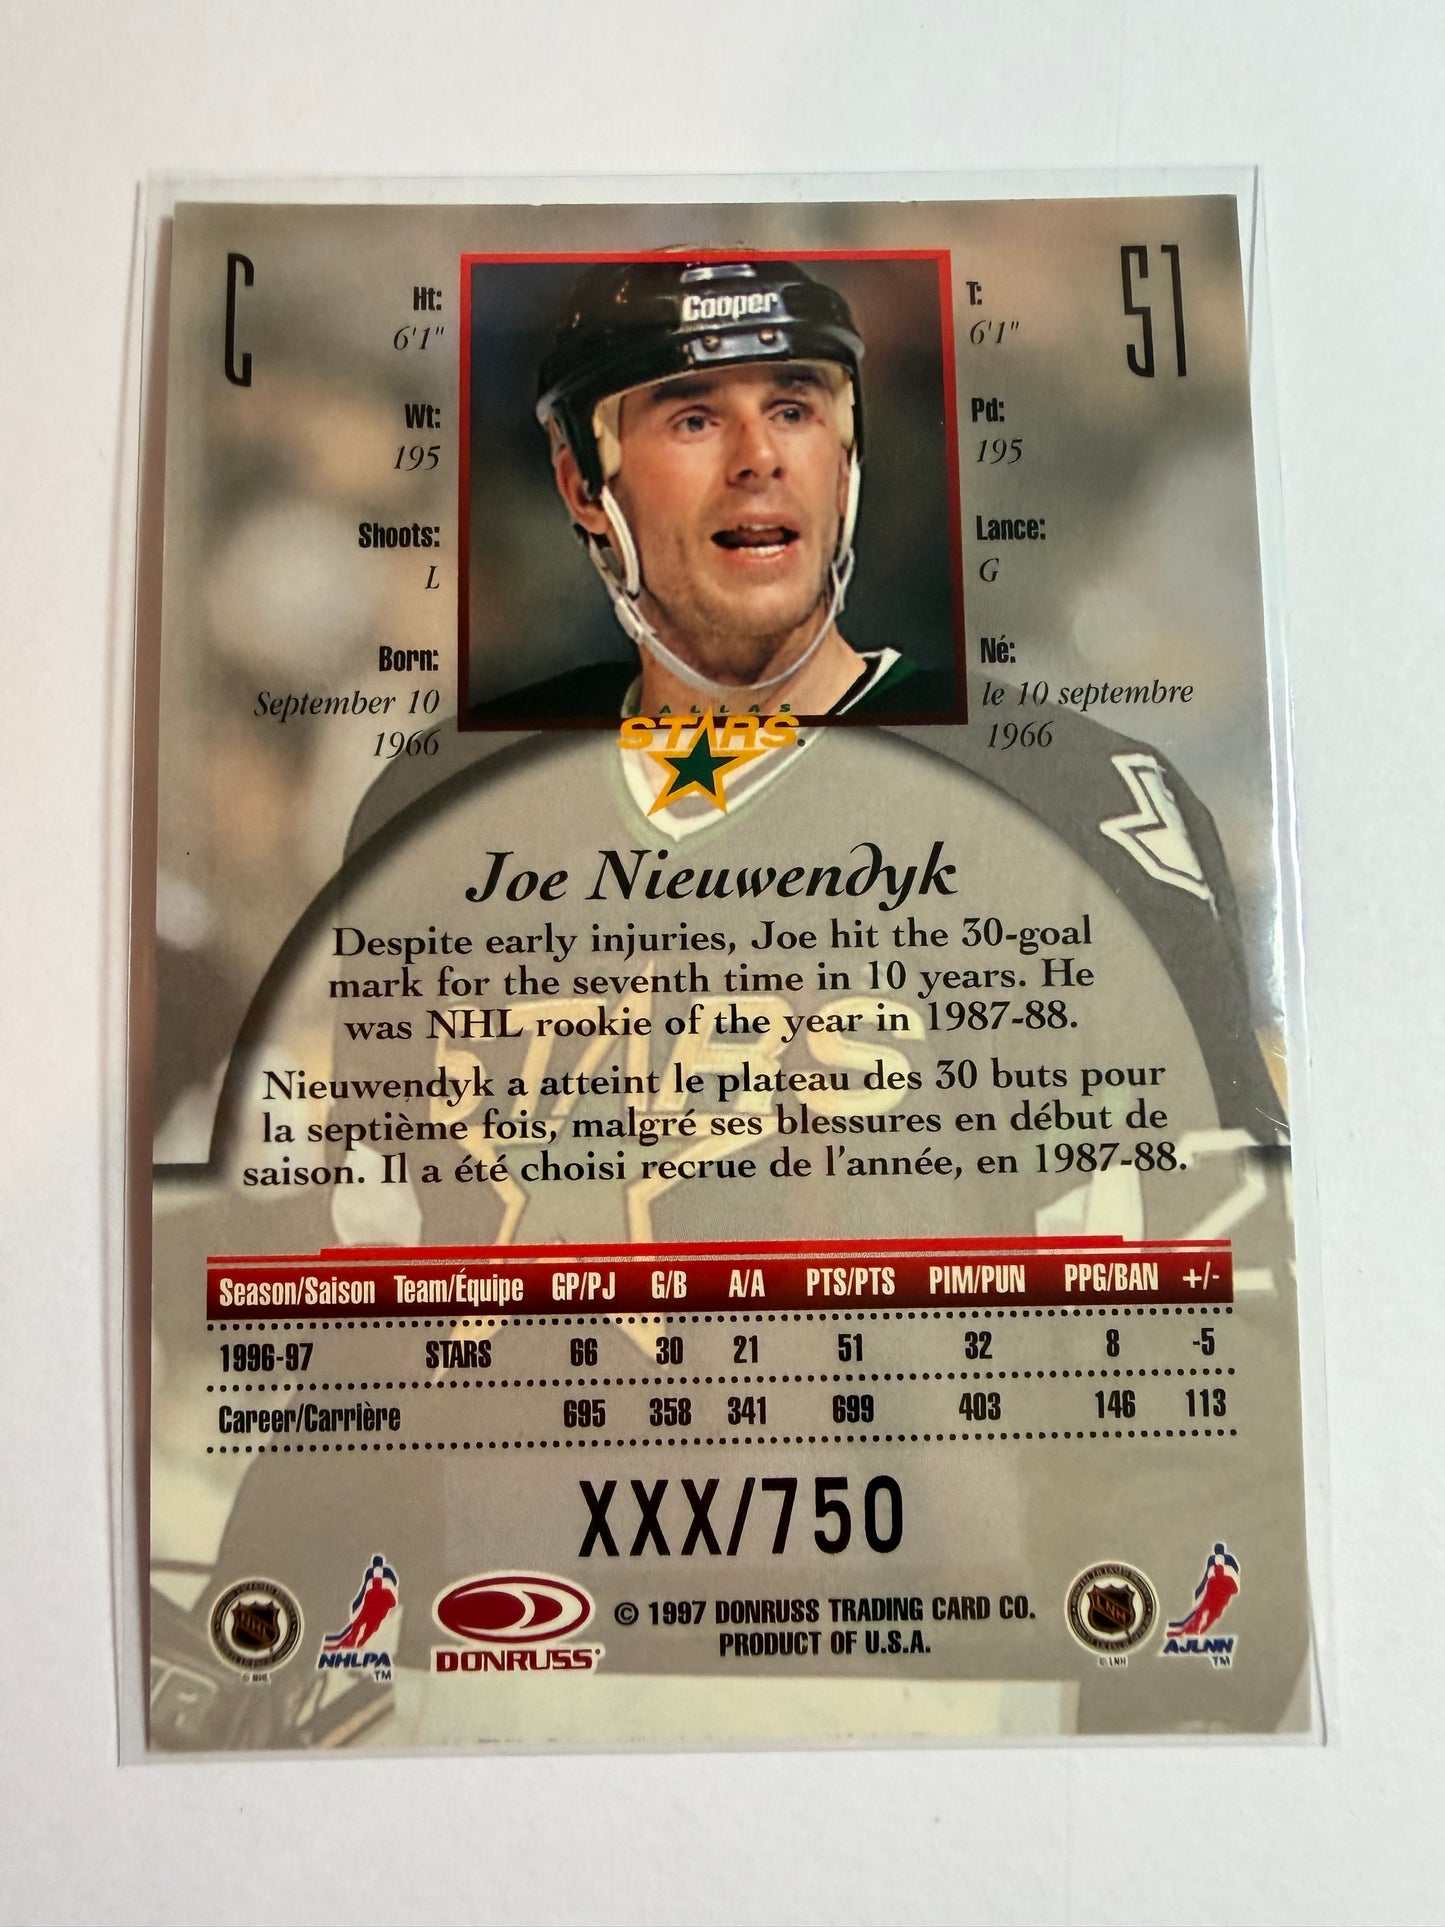 C
51
Ht:
6'1"
Wt:
195
Shoots:
L
Born:
September 10
1966
Cooper
T:
6'1"
Pd:
195
Lance:
G
Né:
le 10 septembre
1966
DALLAS
STARS
Joe Nieuwendyk
Despite early injuries, Joe hit the 30-goal
mark for the seventh time in 10 years. He
was NHL rookie of the year in 1987-88.
Nieuwendyk a atteint le plateau des 30 buts pour
la septième fois, malgré ses blessures en début de
saison. Il a été choisi recrue de l'année, en 1987-88.
STARS
Season/Saison Team/Équipe GP/PJ G/B A/A PTS/PTS PIM/PUN PPG/BAN +/-
1996-97 STARS 66 30 21 51 32 8 -5
Career/Carrière 695 358 341 699 403 146 113
XXX/750
NHLPA
TM
DONRUSS
© 1997 DONRUSS TRADING CARD CO.
PRODUCT OF U.S.A.
© LNH
AJLNH
TM